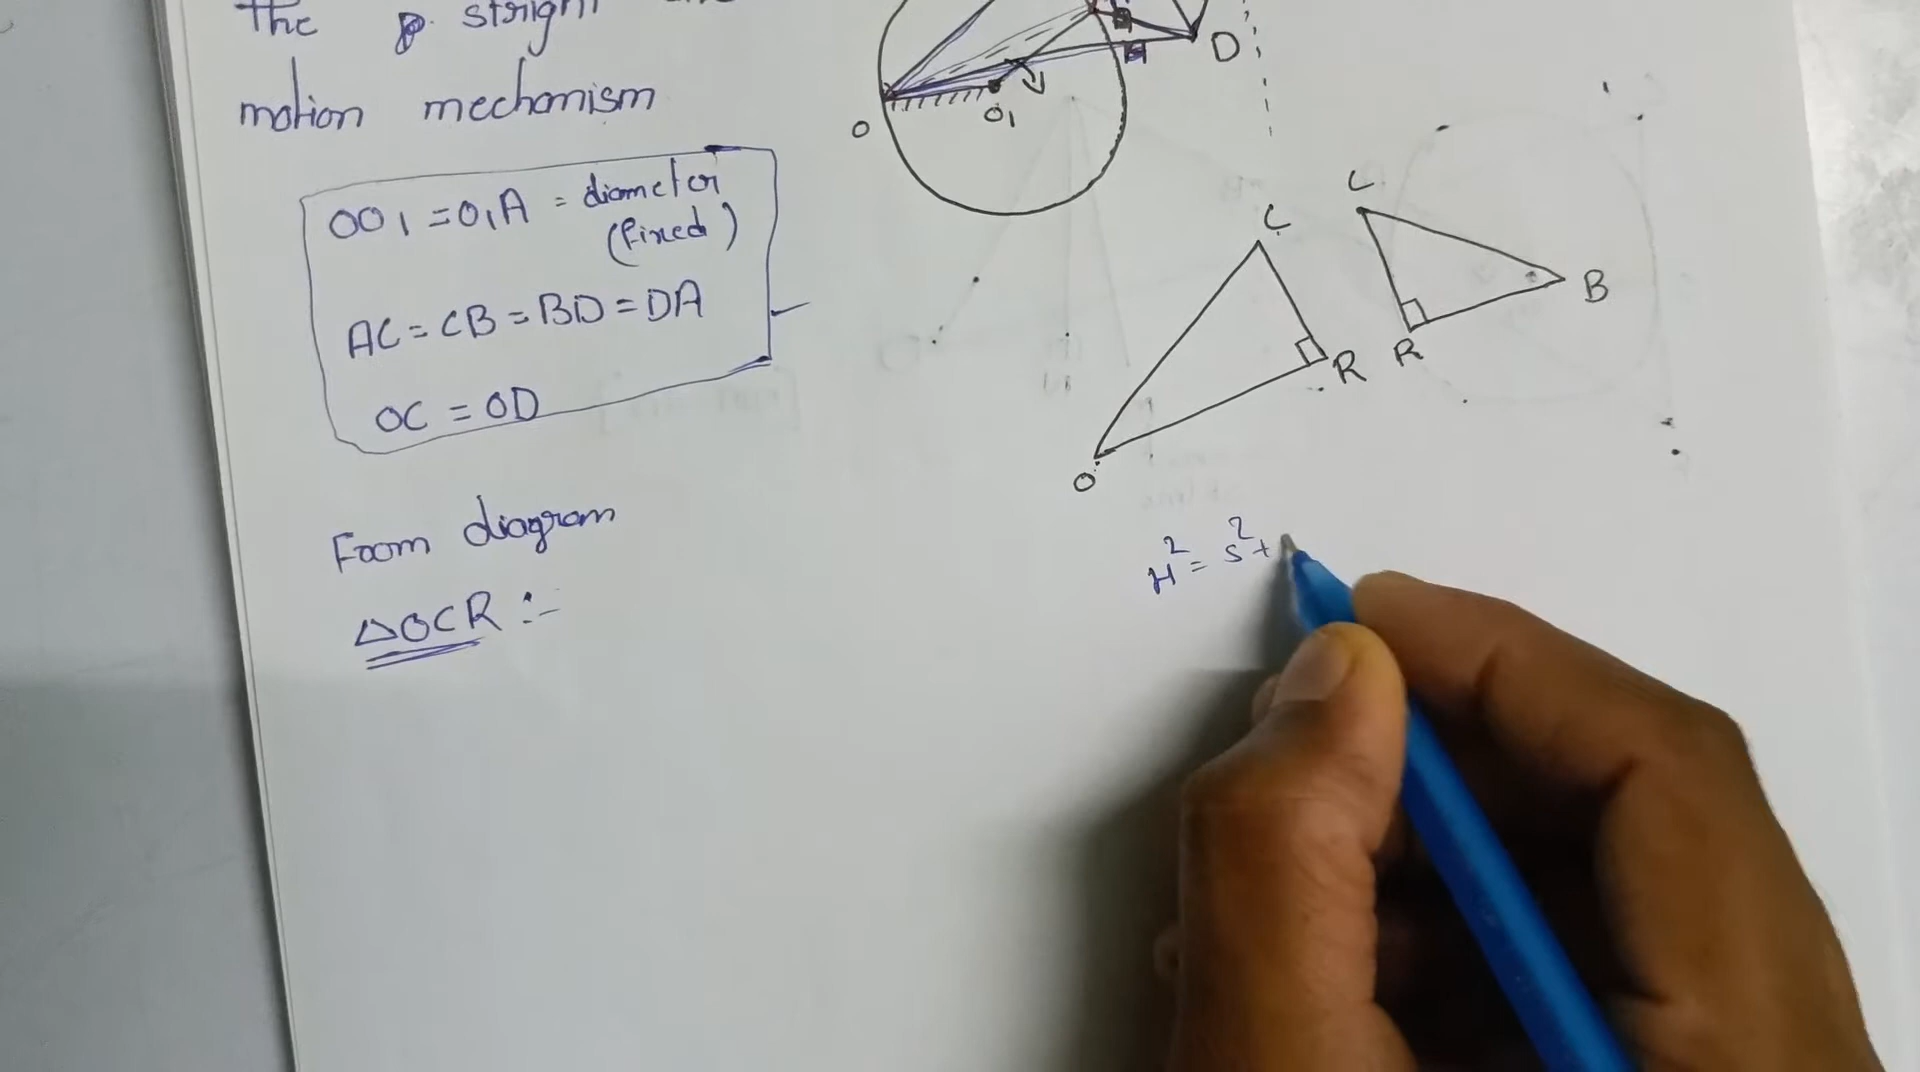 The p stright
motion mechanism
OO1 = O1A = diameter
(fixed)
AC = CB = BD = DA
OC = OD
D
O
O1
C
R
O
C
B
R
From diagram
△OCR :-
H² = S² +